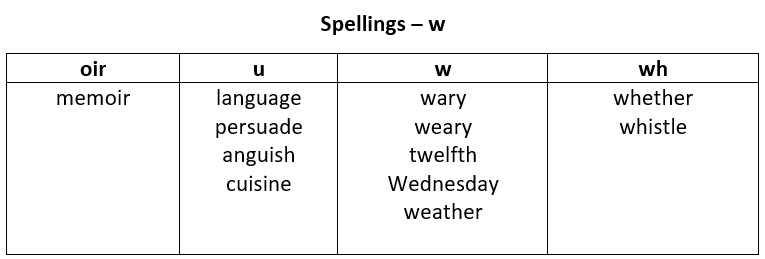 Spellings – w
oir u w wh
memoir language wary whether
persuade weary whistle
anguish twelfth
cuisine Wednesday
weather